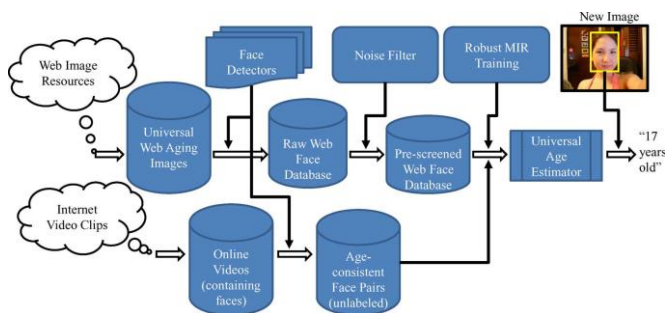 New Image
Web Image
Resources
Face
Detectors
Noise Filter
Robust MIR
Training
Universal
Web Aging
Images
Raw Web
Face
Database
Pre-screened
Web Face
Database
Universal
Age
Estimator
“17
years
old”
Internet
Video Clips
Online
Videos
(containing
faces)
Age-
consistent
Face Pairs
(unlabeled)